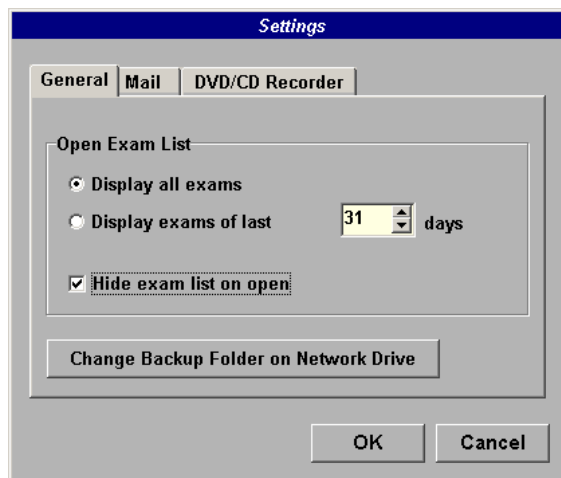 Settings
General Mail DVD/CD Recorder
Open Exam List
Display all exams
Display exams of last 31 days
Hide exam list on open
Change Backup Folder on Network Drive
OK Cancel